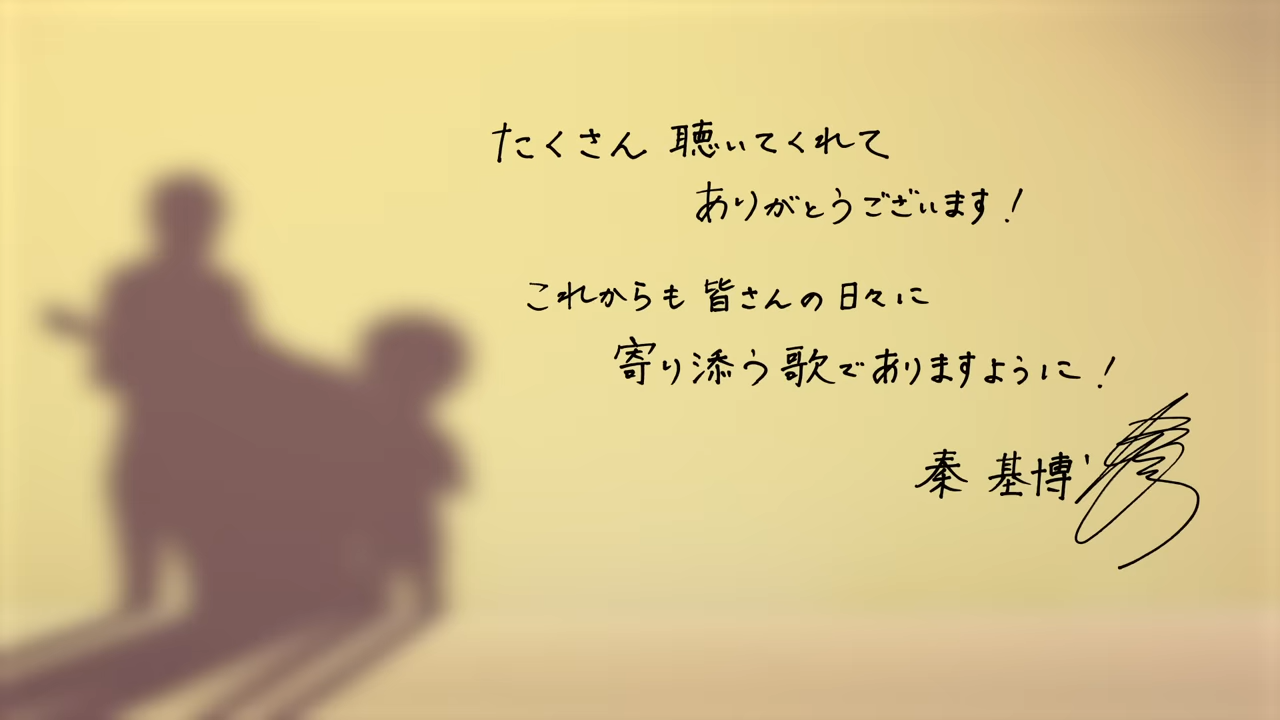 たくさん 聴いてくれて
ありがとうございます！
これからも 皆さんの 日々に
寄り添う 歌でありますように！
秦 基博